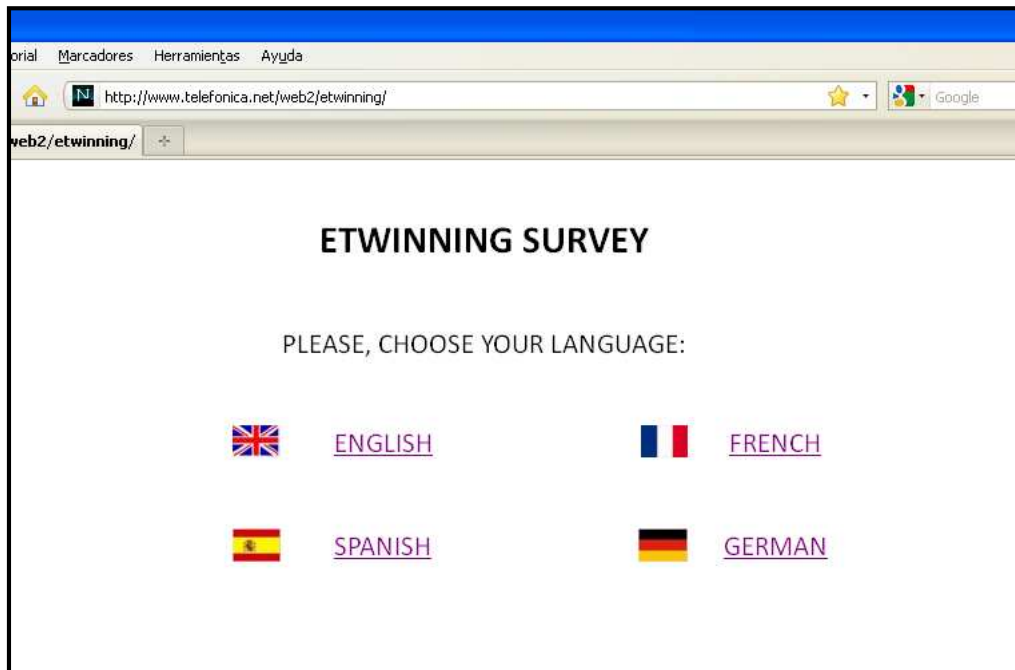 orial Marcadores Herramientas Ayuda
N http://www.telefonica.net/web2/etwinning/ Google
web2/etwinning/
ETWINNING SURVEY
PLEASE, CHOOSE YOUR LANGUAGE:
ENGLISH FRENCH
SPANISH GERMAN